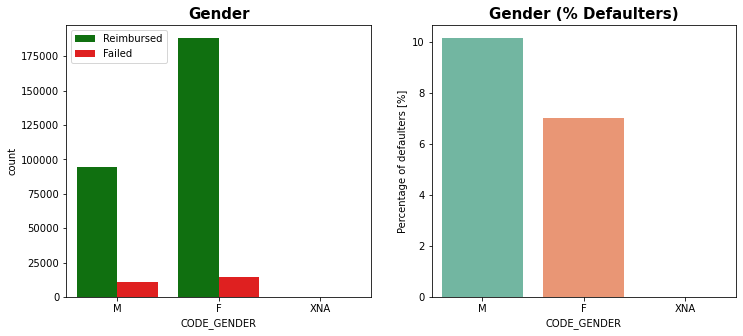 Gender
Reimbursed
Failed
175000
150000
125000
100000
75000
50000
25000
0
count
M
F
XNA
CODE_GENDER
Gender (% Defaulters)
10
8
6
4
2
0
Percentage of defaulters [%]
M
F
XNA
CODE_GENDER